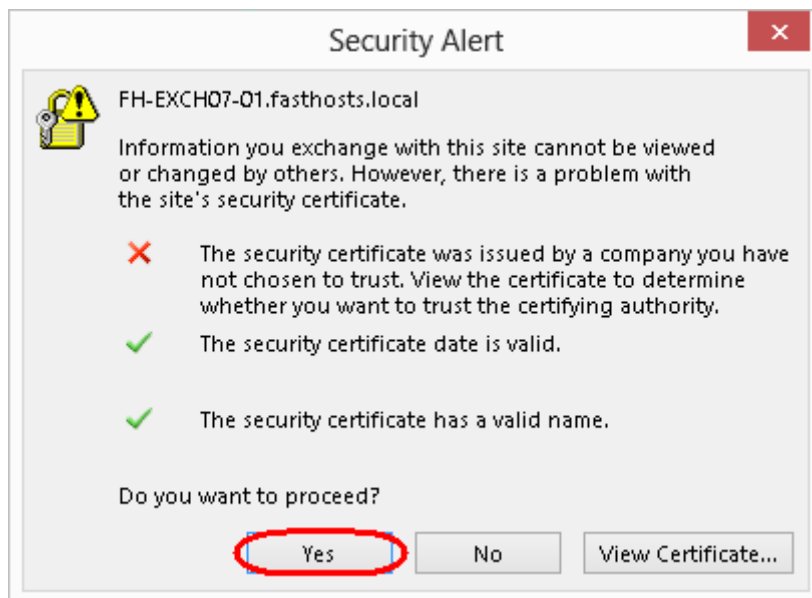 Security Alert
FH-EXCH07-01.fasthosts.local
Information you exchange with this site cannot be viewed
or changed by others. However, there is a problem with
the site's security certificate.
The security certificate was issued by a company you have
not chosen to trust. View the certificate to determine
whether you want to trust the certifying authority.
The security certificate date is valid.
The security certificate has a valid name.
Do you want to proceed?
Yes No View Certificate...